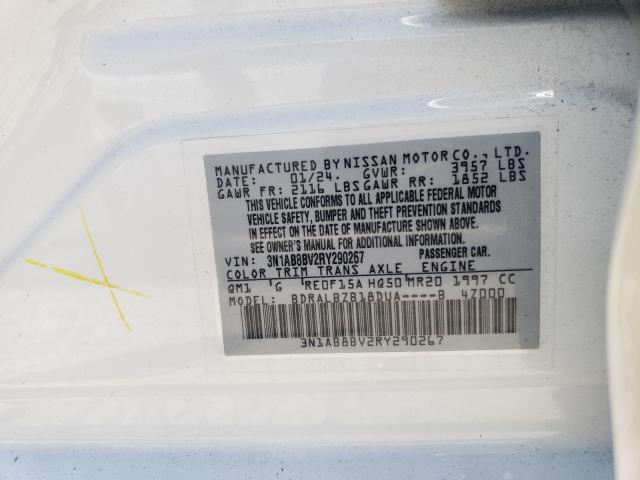 MANUFACTURED BY NISSAN MOTOR CO., LTD.
DATE: 01/24. GVWR: 3957 LBS
GAWR FR: 2116 LBS GAWR RR: 1852 LBS
THIS VEHICLE CONFORMS TO ALL APPLICABLE FEDERAL MOTOR
VEHICLE SAFETY, BUMPER AND THEFT PREVENTION STANDARDS
IN EFFECT ON THE DATE OF MANUFACTURE SHOWN ABOVE.
SEE OWNER'S MANUAL FOR ADDITIONAL INFORMATION.
VIN: 3N1AB8BV2RY290267 PASSENGER CAR.
COLOR TRIM TRANS AXLE ENGINE
QM1 G RE0F15A HQ50 MR20 1997 CC
MODEL: BDRALBZB18DUA----B 4Z000
3N1AB8BV2RY290267